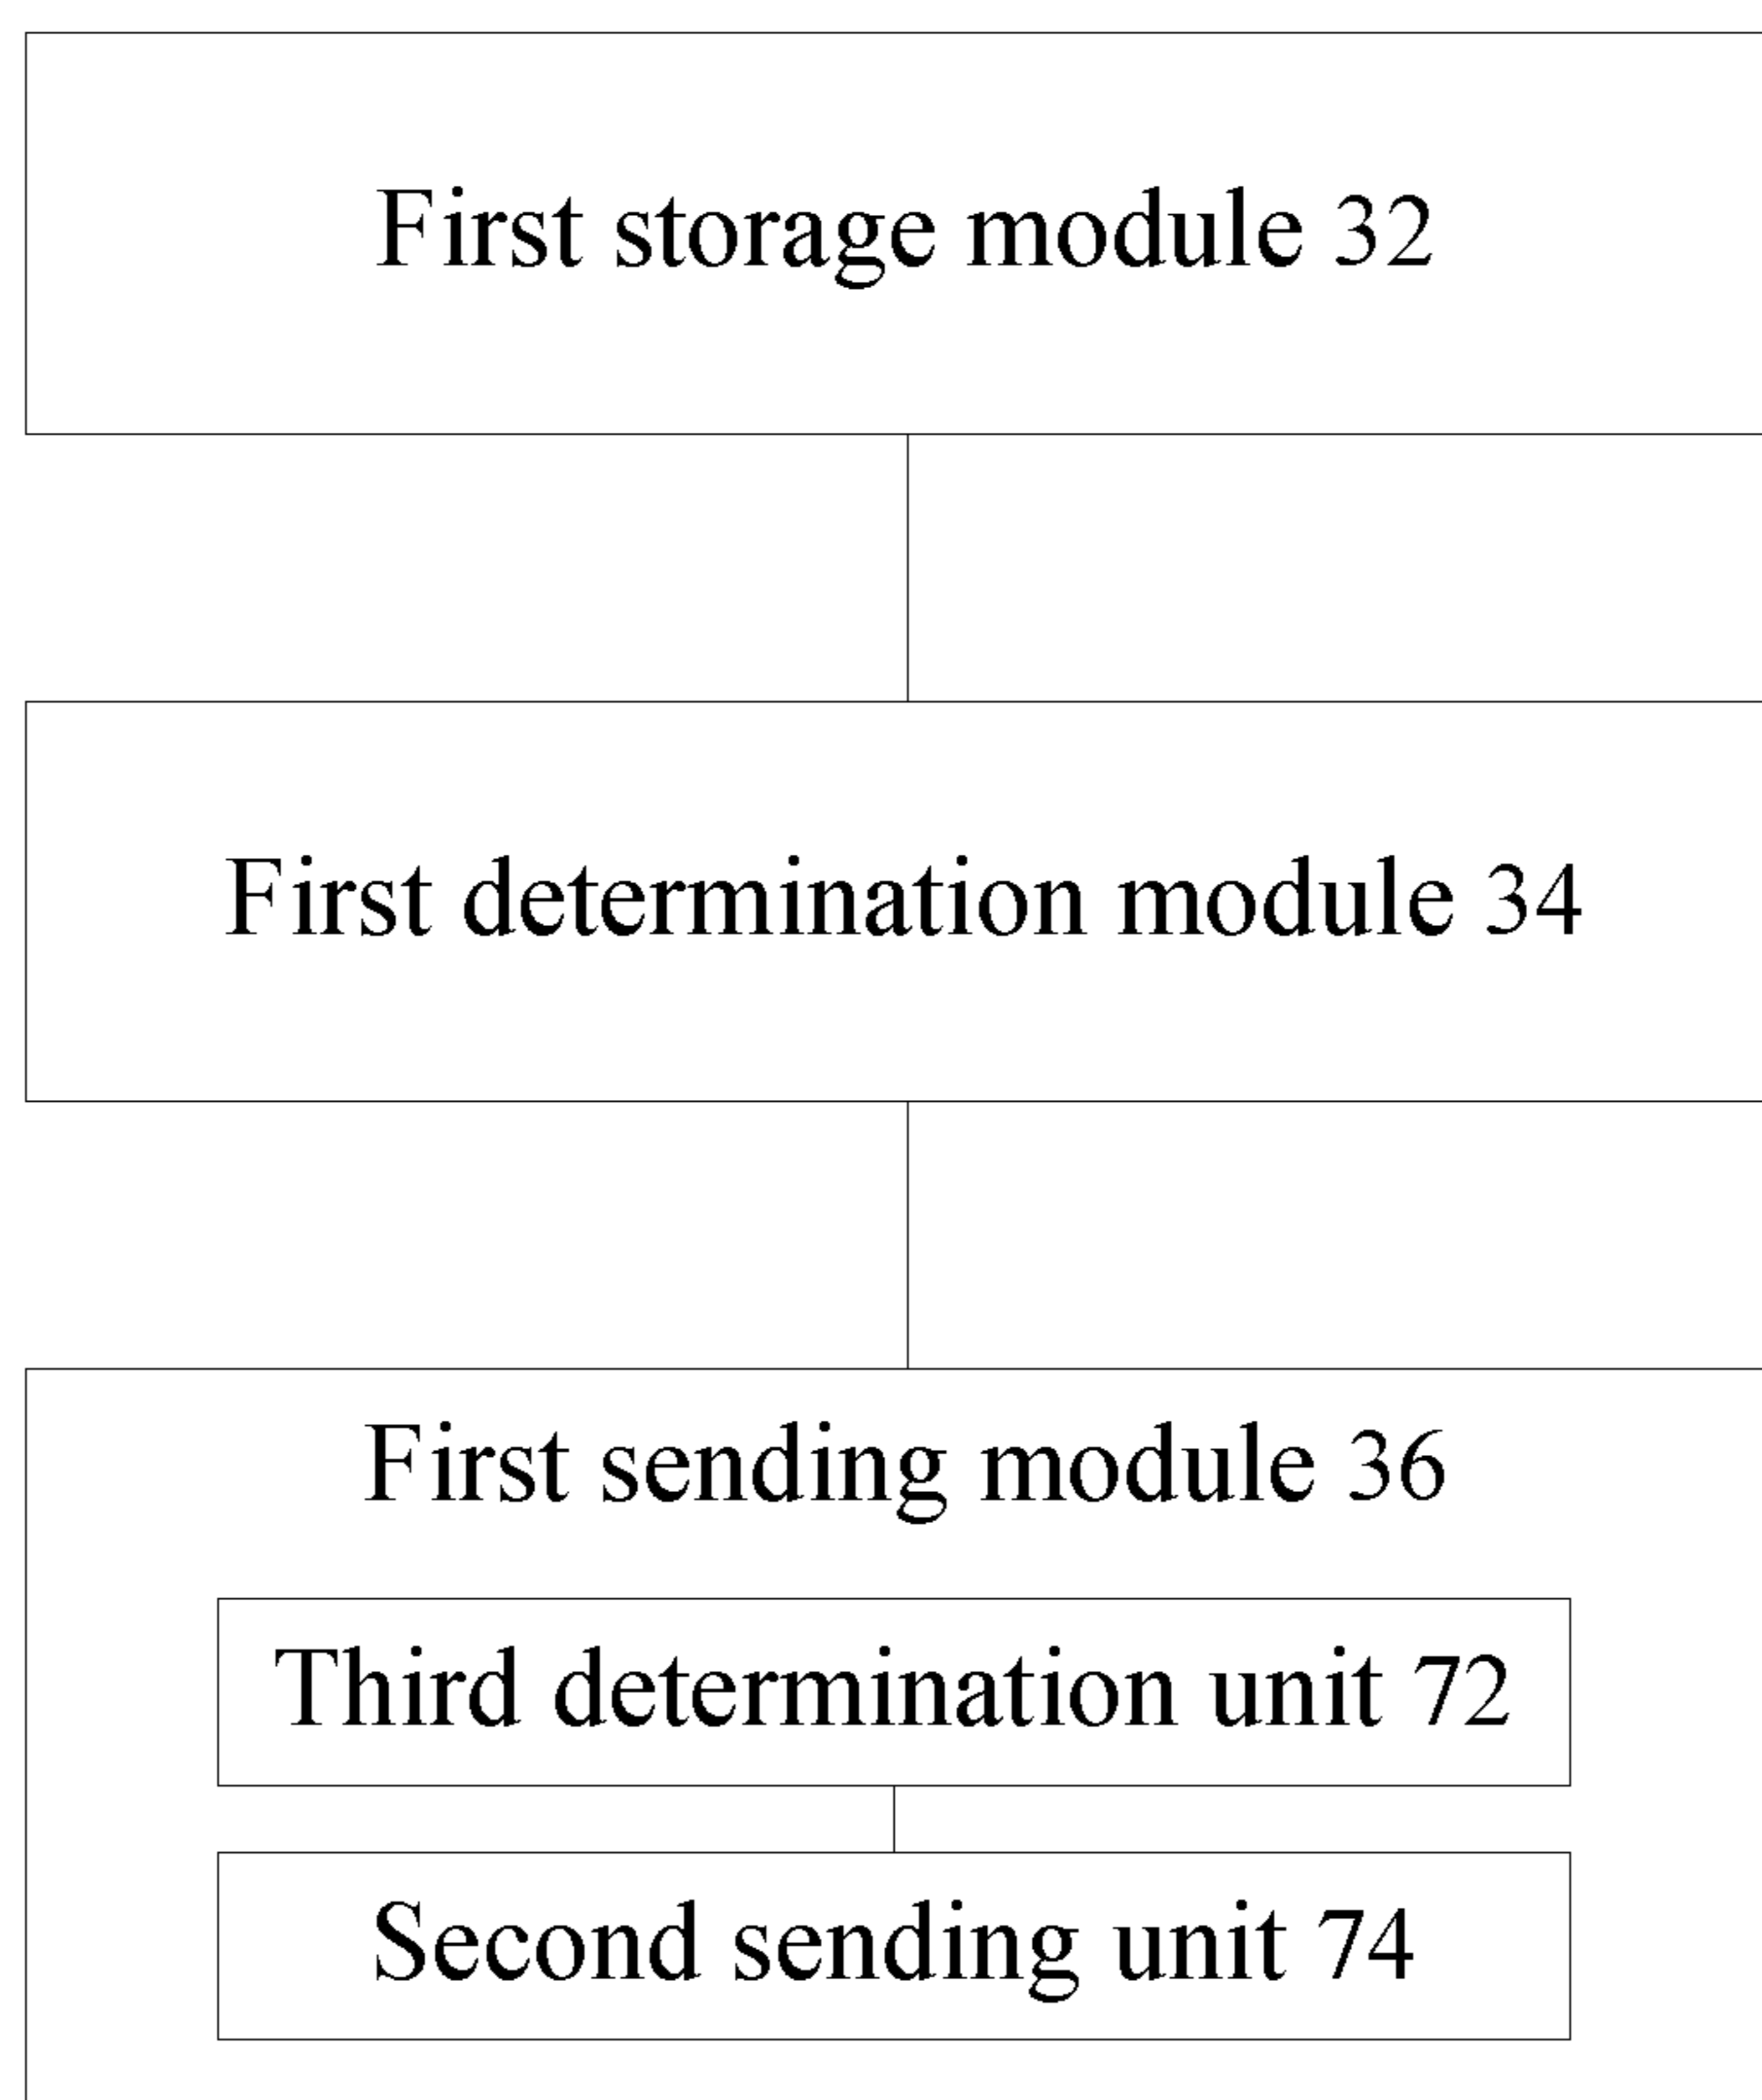 First storage module 32
First determination module 34
First sending module 36
Third determination unit 72
Second sending unit 74